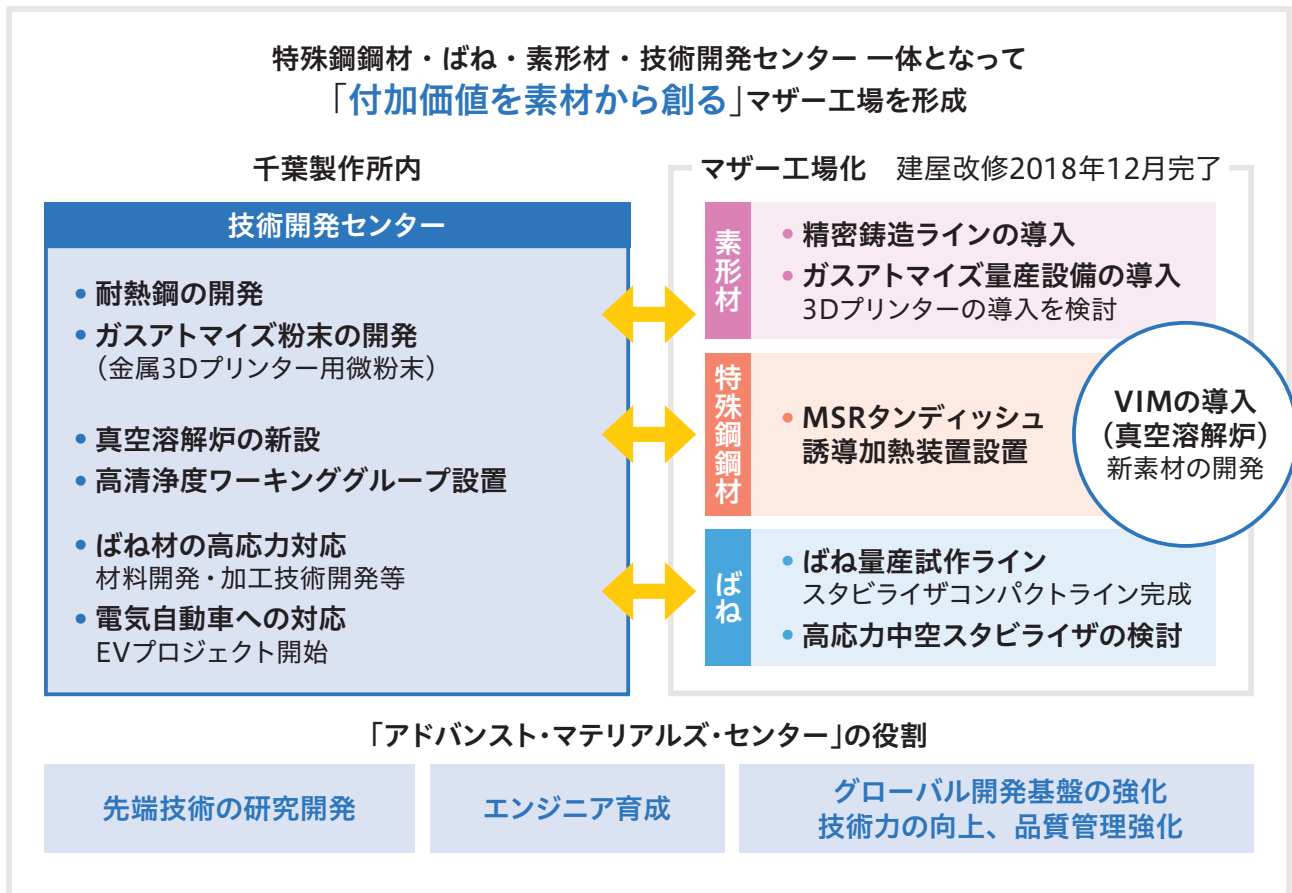 特殊鋼鋼材・ばね・素形材・技術開発センター 一体となって
「付加価値を素材から創る」マザー工場を形成
千葉製作所内
技術開発センター
• 耐熱鋼の開発
• ガスアトマイズ粉末の開発
（金属3Dプリンター用微粉末）
• 真空溶解炉の新設
• 高清浄度ワーキンググループ設置
• ばね材の高応力対応
材料開発・加工技術開発等
• 電気自動車への対応
EVプロジェクト開始
マザー工場化 建屋改修2018年12月完了
素形材
• 精密鋳造ラインの導入
• ガスアトマイズ量産設備の導入
3Dプリンターの導入を検討
特殊鋼鋼材
• MSRタンディッシュ
誘導加熱装置設置
VIMの導入
（真空溶解炉）
新素材の開発
ばね
• ばね量産試作ライン
スタビライザコンパクトライン完成
• 高応力中空スタビライザの検討
「アドバンスト・マテリアルズ・センター」の役割
先端技術の研究開発
エンジニア育成
グローバル開発基盤の強化
技術力の向上、品質管理強化